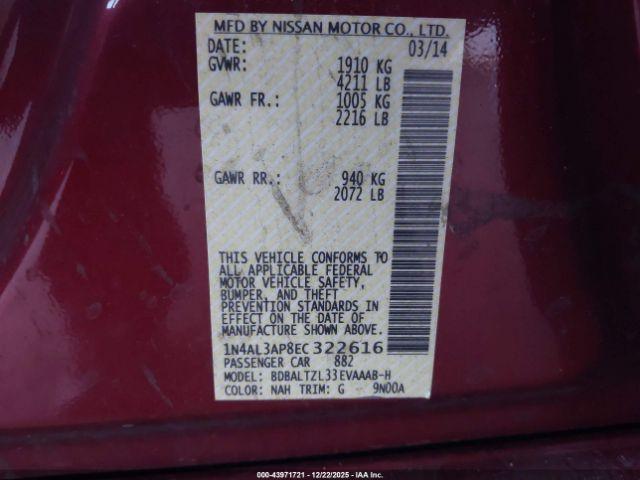 MFD BY NISSAN MOTOR CO., LTD.
DATE: 03/14
GVWR: 1910 KG
4211 LB
GAWR FR.: 1005 KG
2216 LB
GAWR RR.: 940 KG
2072 LB
THIS VEHICLE CONFORMS TO
ALL APPLICABLE FEDERAL
MOTOR VEHICLE SAFETY,
BUMPER, AND THEFT
PREVENTION STANDARDS IN
EFFECT ON THE DATE OF
MANUFACTURE SHOWN ABOVE.
1N4AL3AP8EC322616
PASSENGER CAR 882
MODEL: BDBALTZL33EVAAAB-H
COLOR: NAH TRIM: G 9N00A
000-43971721 - 12/22/2025 - IAA, Inc.